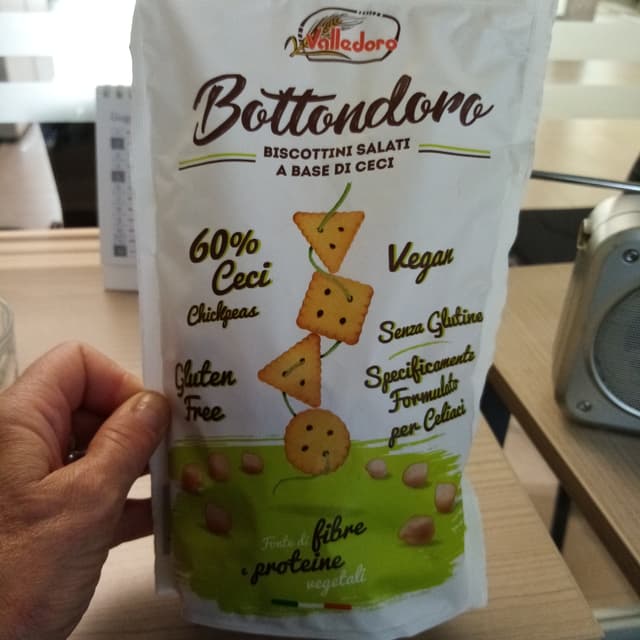 Valledoro
Bottondoro
BISCOTTINI SALATI
A BASE DI CECI
60%
Ceci
Chickpeas
Vegan
Senza Glutine
Specificamente
Formulato
per Celiaci
Gluten
Free
Fonte di fibre
e proteine
vegetali